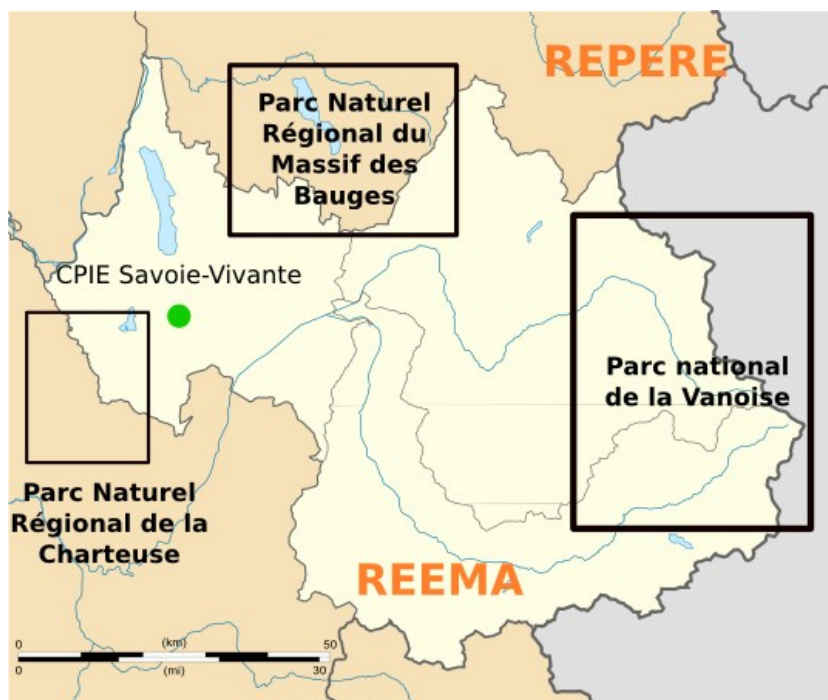 REPERE
Parc Naturel
Régional du
Massif des
Bauges
CPIE Savoie-Vivante
Parc national
de la Vanoise
Parc Naturel
Régional de la
Charteuse
REEMA
0 (km) 50
0 (mi) 30